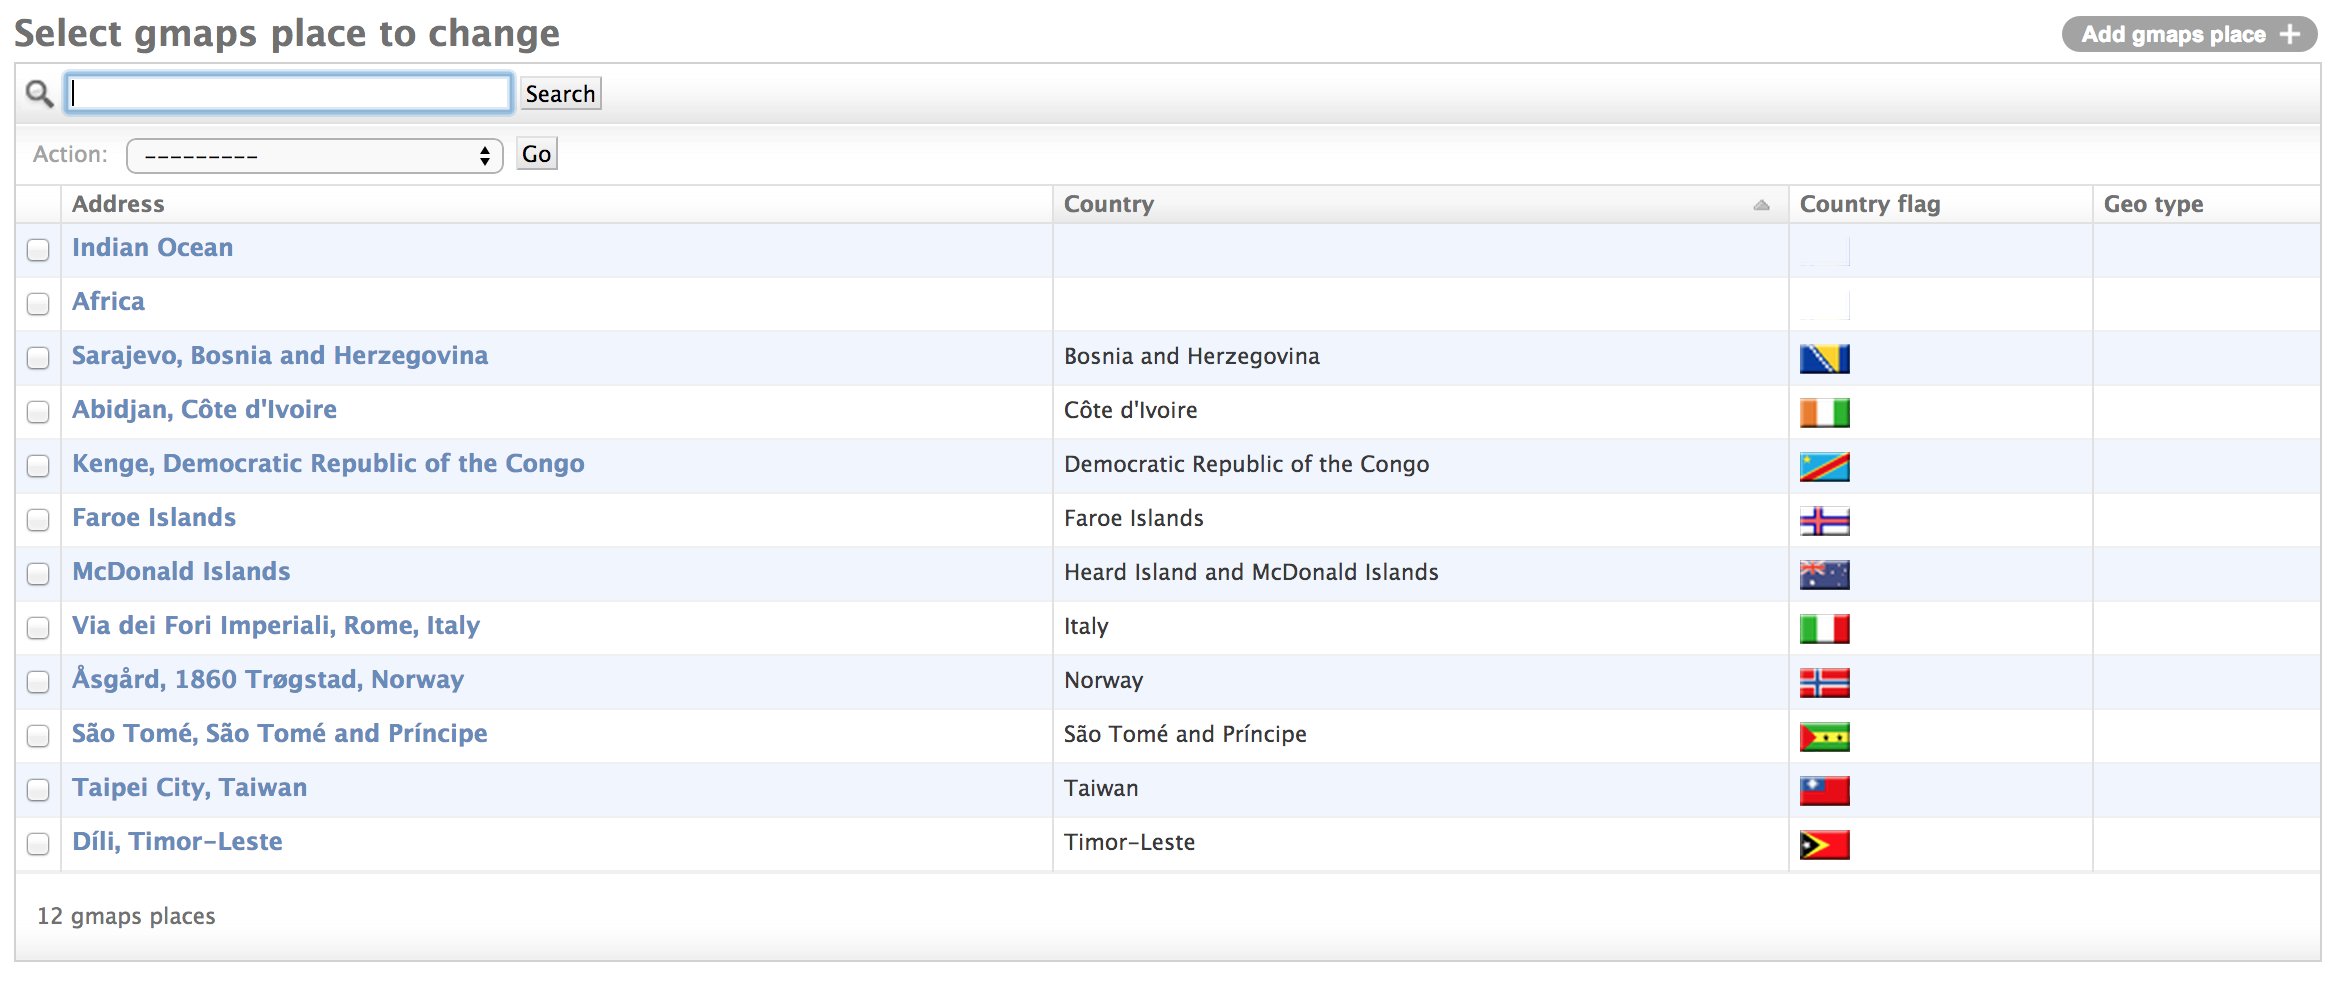 Select gmaps place to change
Add gmaps place
Search
Action: --------- Go
Address Country Country flag Geo type
Indian Ocean
Africa
Sarajevo, Bosnia and Herzegovina Bosnia and Herzegovina
Abidjan, Côte d'Ivoire Côte d'Ivoire
Kenge, Democratic Republic of the Congo Democratic Republic of the Congo
Faroe Islands Faroe Islands
McDonald Islands Heard Island and McDonald Islands
Via dei Fori Imperiali, Rome, Italy Italy
Åsgård, 1860 Trøgstad, Norway Norway
São Tomé, São Tomé and Príncipe São Tomé and Príncipe
Taipei City, Taiwan Taiwan
Díli, Timor-Leste Timor-Leste
12 gmaps places